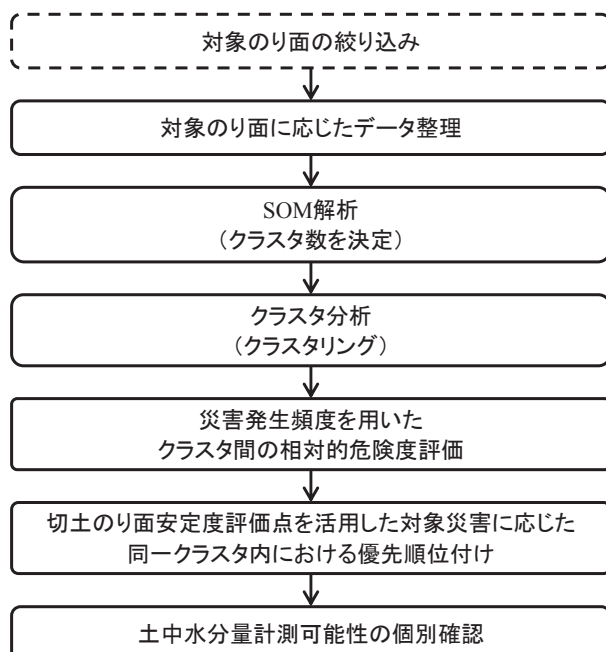 対象のり面の絞り込み
対象のり面に応じたデータ整理
SOM解析
（クラスタ数を決定）
クラスタ分析
（クラスタリング）
災害発生頻度を用いた
クラスタ間の相対的危険度評価
切土のり面安定度評価点を活用した対象災害に応じた
同一クラスタ内における優先順位付け
土中水分量計測可能性の個別確認